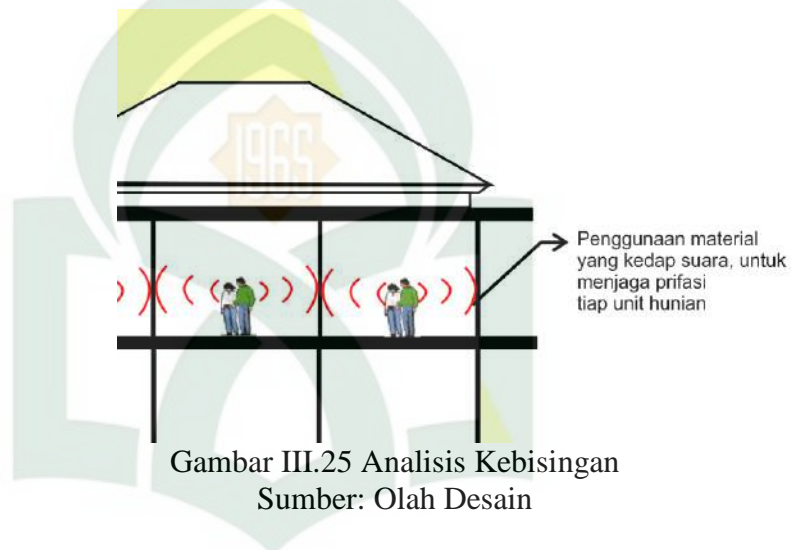 1965
Penggunaan material
yang kedap suara, untuk
menjaga prifasi
tiap unit hunian
Gambar III.25 Analisis Kebisingan
Sumber: Olah Desain